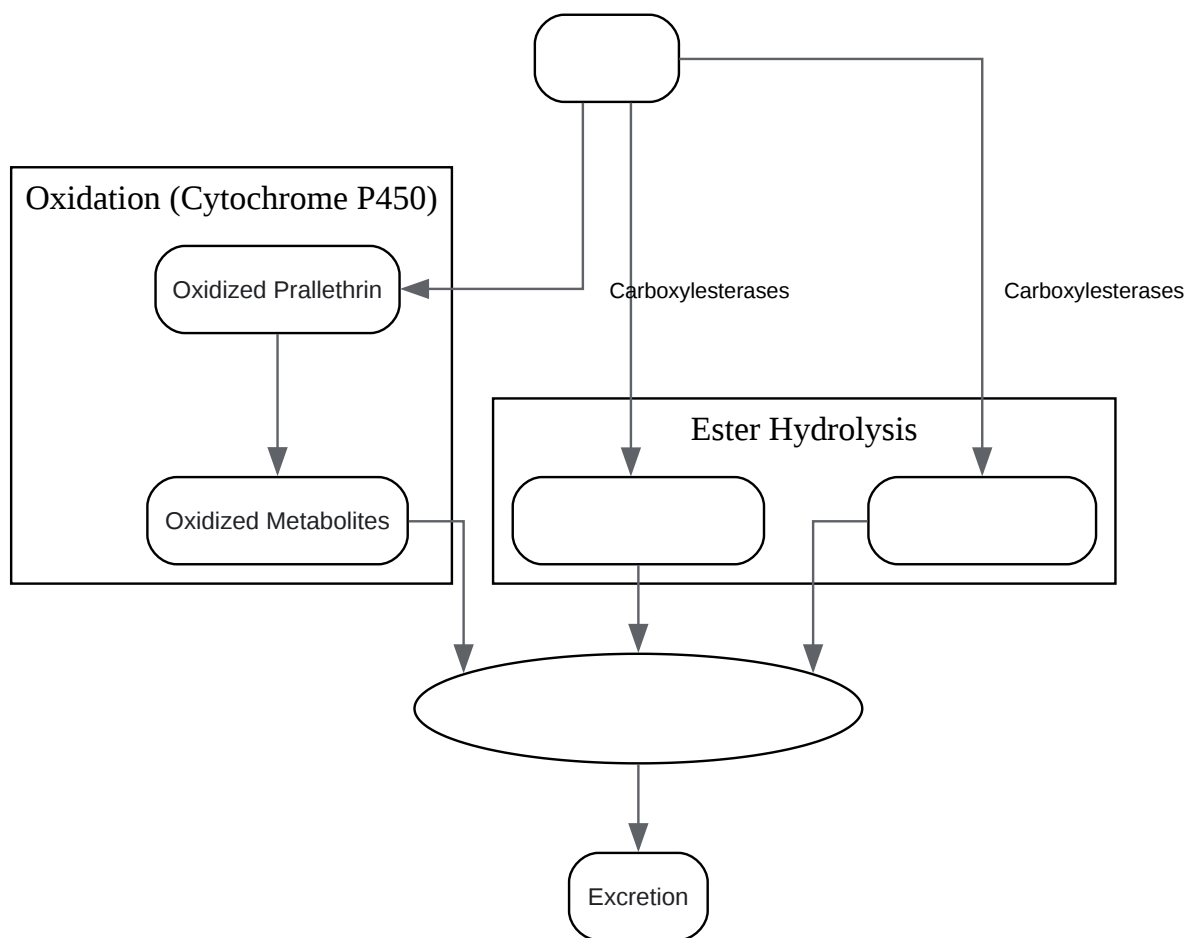 Oxidation (Cytochrome P450)
Oxidized Prallethrin
Carboxylesterases
Carboxylesterases
Ester Hydrolysis
Oxidized Metabolites
Excretion